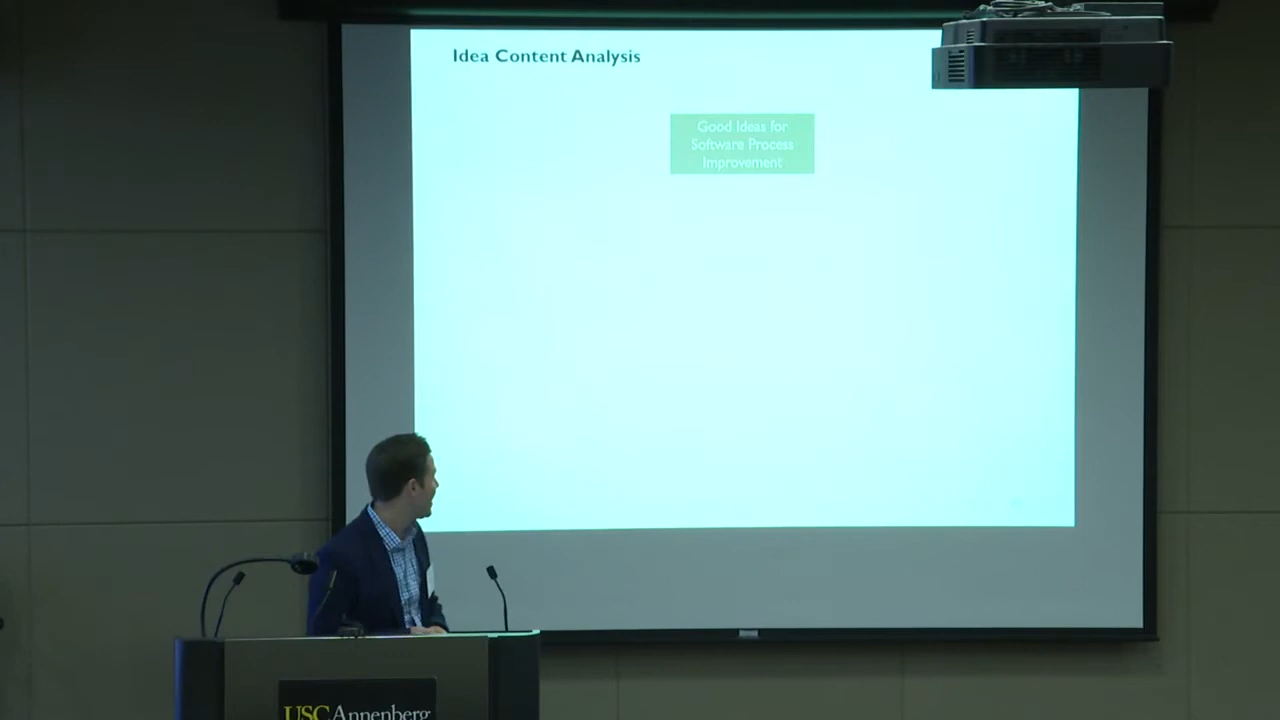 Idea Content Analysis
Good Ideas for
Software Process
Improvement
USC Annenberg